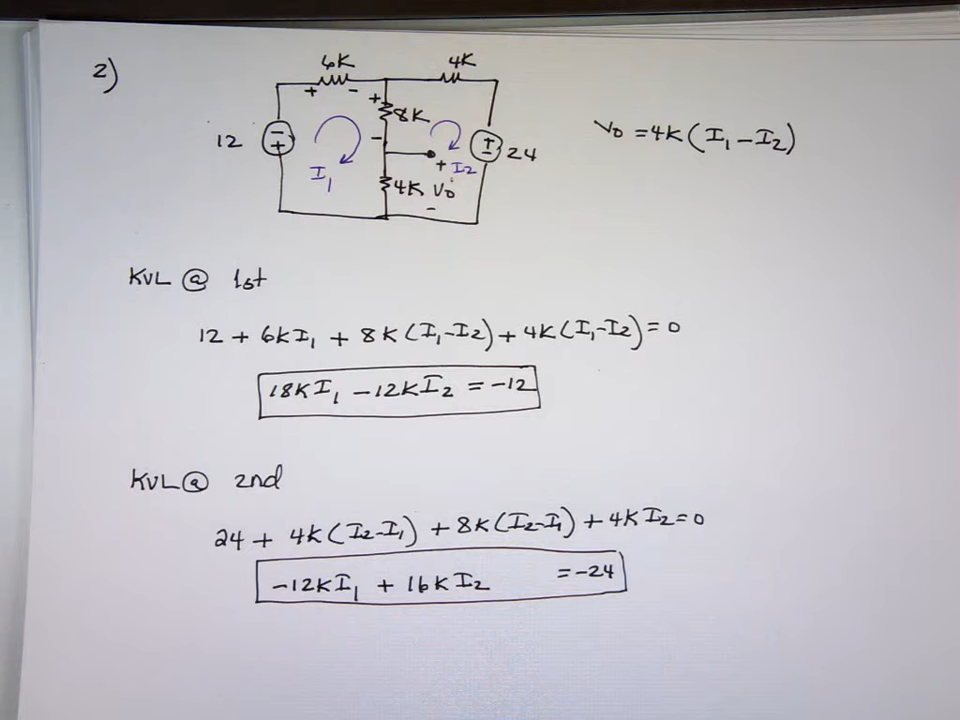 2)
6K
4K
+ - + 8K
12 - + - + - 24
I1 + I2
4K Vo
-
Vo = 4K (I1 - I2)
KVL @ 1st
12 + 6KI1 + 8K (I1-I2) + 4K (I1-I2) = 0
18KI1 - 12KI2 = -12
KVL @ 2nd
24 + 4K (I2-I1) + 8K (I2-I1) + 4KI2 = 0
-12KI1 + 16KI2 = -24